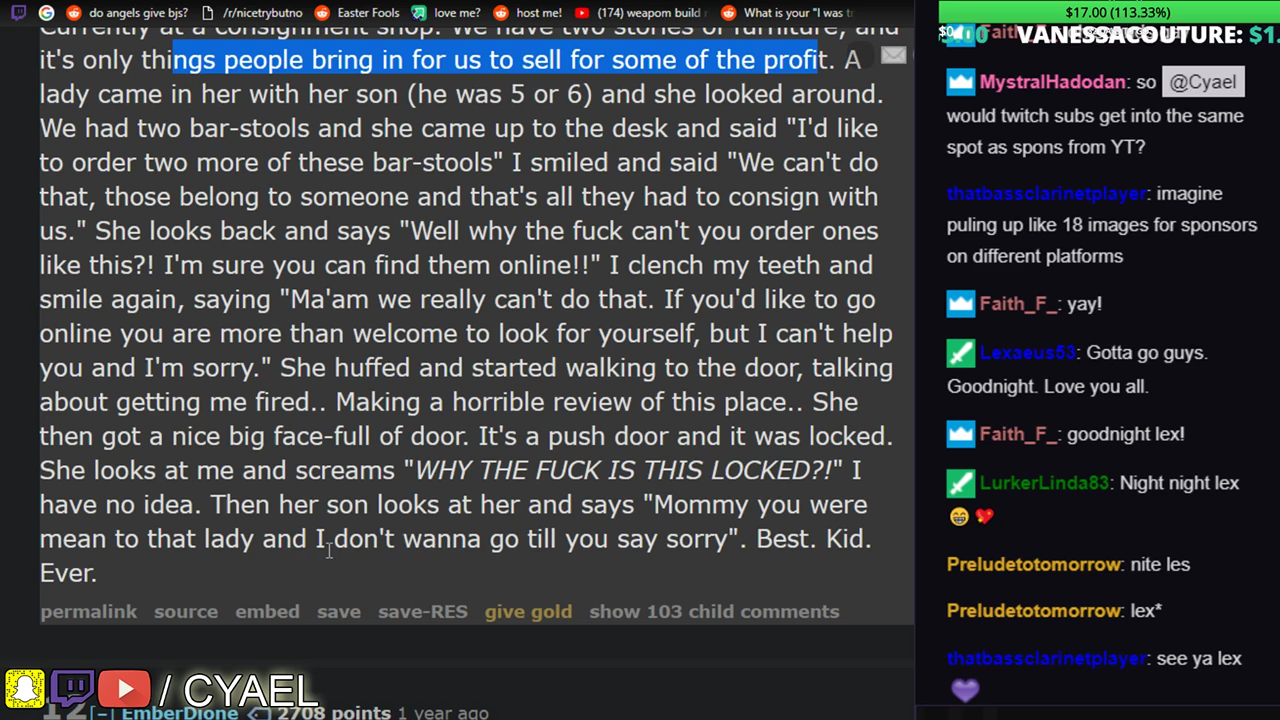 do angels give bjs?
/r/nicetrybutno
Easter Fools
love me?
host me!
(174) weapom build
What is your "I was t
Currently at a consignment shop. We have two stories of furniture, and
it's only things people bring in for us to sell for some of the profit. A
lady came in her with her son (he was 5 or 6) and she looked around.
We had two bar-stools and she came up to the desk and said "I'd like
to order two more of these bar-stools" I smiled and said "We can't do
that, those belong to someone and that's all they had to consign with
us." She looks back and says "Well why the fuck can't you order ones
like this?! I'm sure you can find them online!!" I clench my teeth and
smile again, saying "Ma'am we really can't do that. If you'd like to go
online you are more than welcome to look for yourself, but I can't help
you and I'm sorry." She huffed and started walking to the door, talking
about getting me fired.. Making a horrible review of this place.. She
then got a nice big face-full of door. It's a push door and it was locked.
She looks at me and screams "WHY THE FUCK IS THIS LOCKED?!" I
have no idea. Then her son looks at her and says "Mommy you were
mean to that lady and I don't wanna go till you say sorry". Best. Kid.
Ever.
permalink source embed save save-RES give gold show 103 child comments
/ CYAEL
12 [–] EmberDione 2708 points 1 year ago
$17.00 (113.33%)
VANESSACOUTURE: $1.
MystralHadodan: so @Cyael
would twitch subs get into the same
spot as spons from YT?
thatbassclarinetplayer: imagine
puling up like 18 images for sponsors
on different platforms
Faith_F_: yay!
Lexaeus53: Gotta go guys.
Goodnight. Love you all.
Faith_F_: goodnight lex!
LurkerLinda83: Night night lex
Preludetotomorrow: nite les
Preludetotomorrow: lex*
thatbassclarinetplayer: see ya lex